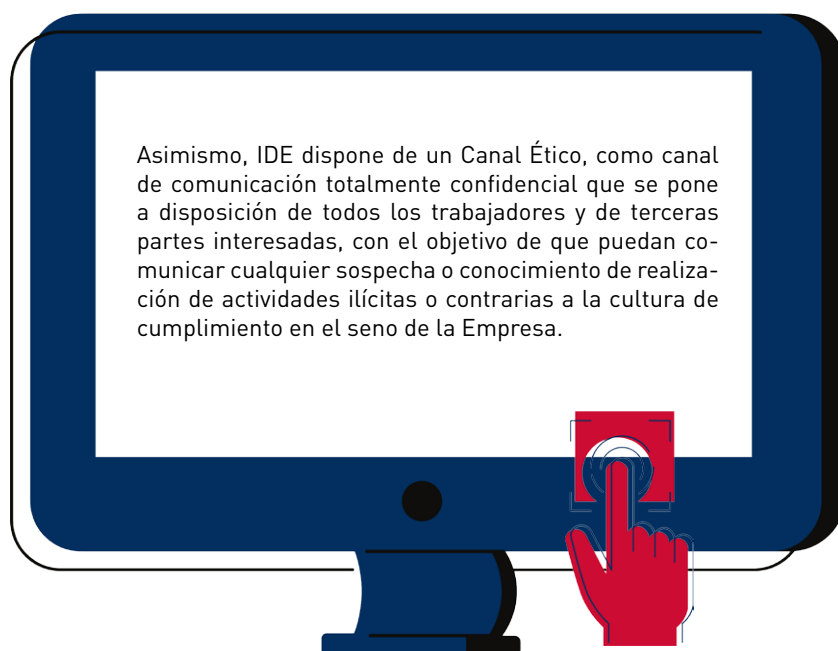 Asimismo, IDE dispone de un Canal Ético, como canal
de comunicación totalmente confidencial que se pone
a disposición de todos los trabajadores y de terceras
partes interesadas, con el objetivo de que puedan co-
municar cualquier sospecha o conocimiento de realiza-
ción de actividades ilícitas o contrarias a la cultura de
cumplimiento en el seno de la Empresa.